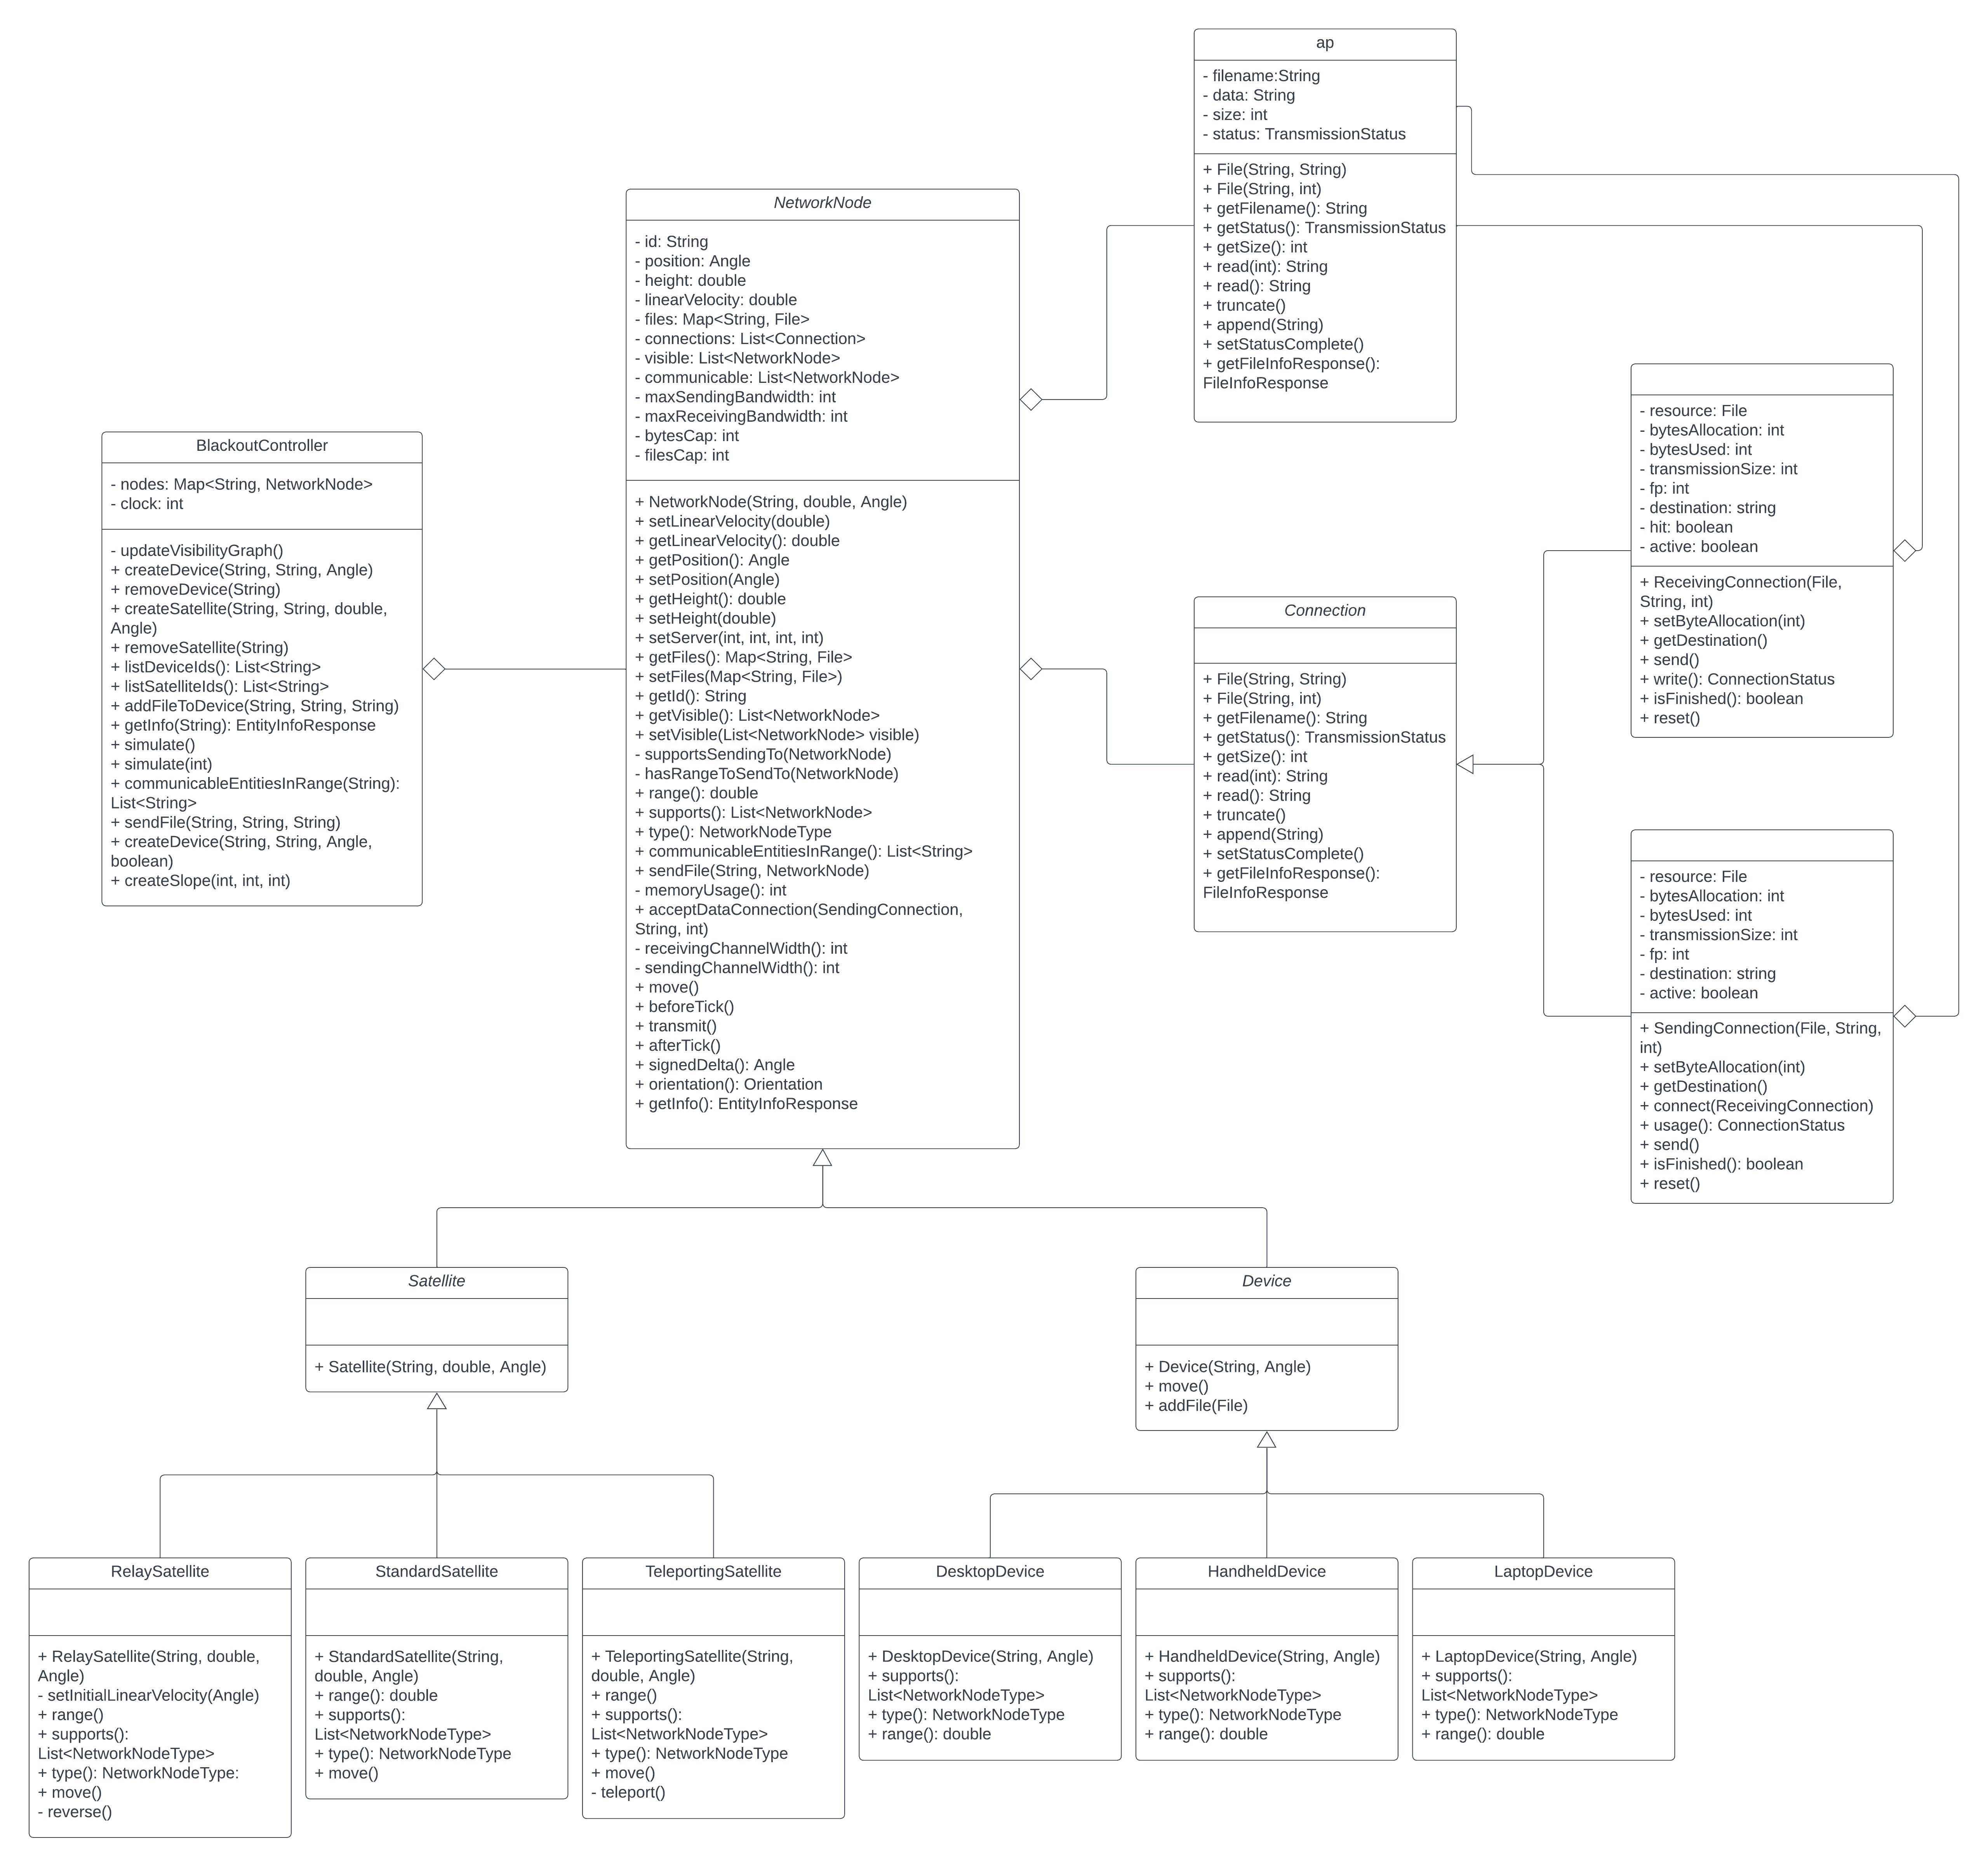 ap
- filename:String
- data: String
- size: int
- status: TransmissionStatus
+ File(String, String)
+ File(String, int)
+ getFilename(): String
+ getStatus(): TransmissionStatus
+ getSize(): int
+ read(int): String
+ read(): String
+ truncate()
+ append(String)
+ setStatusComplete()
+ getFileInfoResponse():
FileInfoResponse
NetworkNode
- id: String
- position: Angle
- height: double
- linearVelocity: double
- files: Map<String, File>
- connections: List<Connection>
- visible: List<NetworkNode>
- communicable: List<NetworkNode>
- maxSendingBandwidth: int
- maxReceivingBandwidth: int
- bytesCap: int
- filesCap: int
+ NetworkNode(String, double, Angle)
+ setLinearVelocity(double)
+ getLinearVelocity(): double
+ getPosition(): Angle
+ setPosition(Angle)
+ getHeight(): double
+ setHeight(double)
+ setServer(int, int, int, int)
+ getFiles(): Map<String, File>
+ setFiles(Map<String, File>)
+ getId(): String
+ getVisible(): List<NetworkNode>
+ setVisible(List<NetworkNode> visible)
- supportsSendingTo(NetworkNode)
- hasRangeToSendTo(NetworkNode)
+ range(): double
+ supports(): List<NetworkNode>
+ type(): NetworkNodeType
+ communicableEntitiesInRange(): List<String>
+ sendFile(String, NetworkNode)
- memoryUsage(): int
+ acceptDataConnection(SendingConnection,
String, int)
- receivingChannelWidth(): int
- sendingChannelWidth(): int
+ move()
+ beforeTick()
+ transmit()
+ afterTick()
+ signedDelta(): Angle
+ orientation(): Orientation
+ getInfo(): EntityInfoResponse
BlackoutController
- nodes: Map<String, NetworkNode>
- clock: int
- updateVisibilityGraph()
+ createDevice(String, String, Angle)
+ removeDevice(String)
+ createSatellite(String, String, double,
Angle)
+ removeSatellite(String)
+ listDeviceIds(): List<String>
+ listSatelliteIds(): List<String>
+ addFileToDevice(String, String, String)
+ getInfo(String): EntityInfoResponse
+ simulate()
+ simulate(int)
+ communicableEntitiesInRange(String):
List<String>
+ sendFile(String, String, String)
+ createDevice(String, String, Angle,
boolean)
+ createSlope(int, int, int)
- resource: File
- bytesAllocation: int
- bytesUsed: int
- transmissionSize: int
- fp: int
- destination: string
- hit: boolean
- active: boolean
+ ReceivingConnection(File,
String, int)
+ setByteAllocation(int)
+ getDestination()
+ send()
+ write(): ConnectionStatus
+ isFinished(): boolean
+ reset()
Connection
+ File(String, String)
+ File(String, int)
+ getFilename(): String
+ getStatus(): TransmissionStatus
+ getSize(): int
+ read(int): String
+ read(): String
+ truncate()
+ append(String)
+ setStatusComplete()
+ getFileInfoResponse():
FileInfoResponse
- resource: File
- bytesAllocation: int
- bytesUsed: int
- transmissionSize: int
- fp: int
- destination: string
- active: boolean
+ SendingConnection(File, String,
int)
+ setByteAllocation(int)
+ getDestination()
+ connect(ReceivingConnection)
+ usage(): ConnectionStatus
+ send()
+ isFinished(): boolean
+ reset()
Satellite
+ Satellite(String, double, Angle)
Device
+ Device(String, Angle)
+ move()
+ addFile(File)
RelaySatellite
+ RelaySatellite(String, double,
Angle)
- setInitialLinearVelocity(Angle)
+ range()
+ supports():
List<NetworkNodeType>
+ type(): NetworkNodeType:
+ move()
- reverse()
StandardSatellite
+ StandardSatellite(String,
double, Angle)
+ range(): double
+ supports():
List<NetworkNodeType>
+ type(): NetworkNodeType
+ move()
TeleportingSatellite
+ TeleportingSatellite(String,
double, Angle)
+ range()
+ supports():
List<NetworkNodeType>
+ type(): NetworkNodeType
+ move()
- teleport()
DesktopDevice
+ DesktopDevice(String, Angle)
+ supports():
List<NetworkNodeType>
+ type(): NetworkNodeType
+ range(): double
HandheldDevice
+ HandheldDevice(String, Angle)
+ supports():
List<NetworkNodeType>
+ type(): NetworkNodeType
+ range(): double
LaptopDevice
+ LaptopDevice(String, Angle)
+ supports():
List<NetworkNodeType>
+ type(): NetworkNodeType
+ range(): double